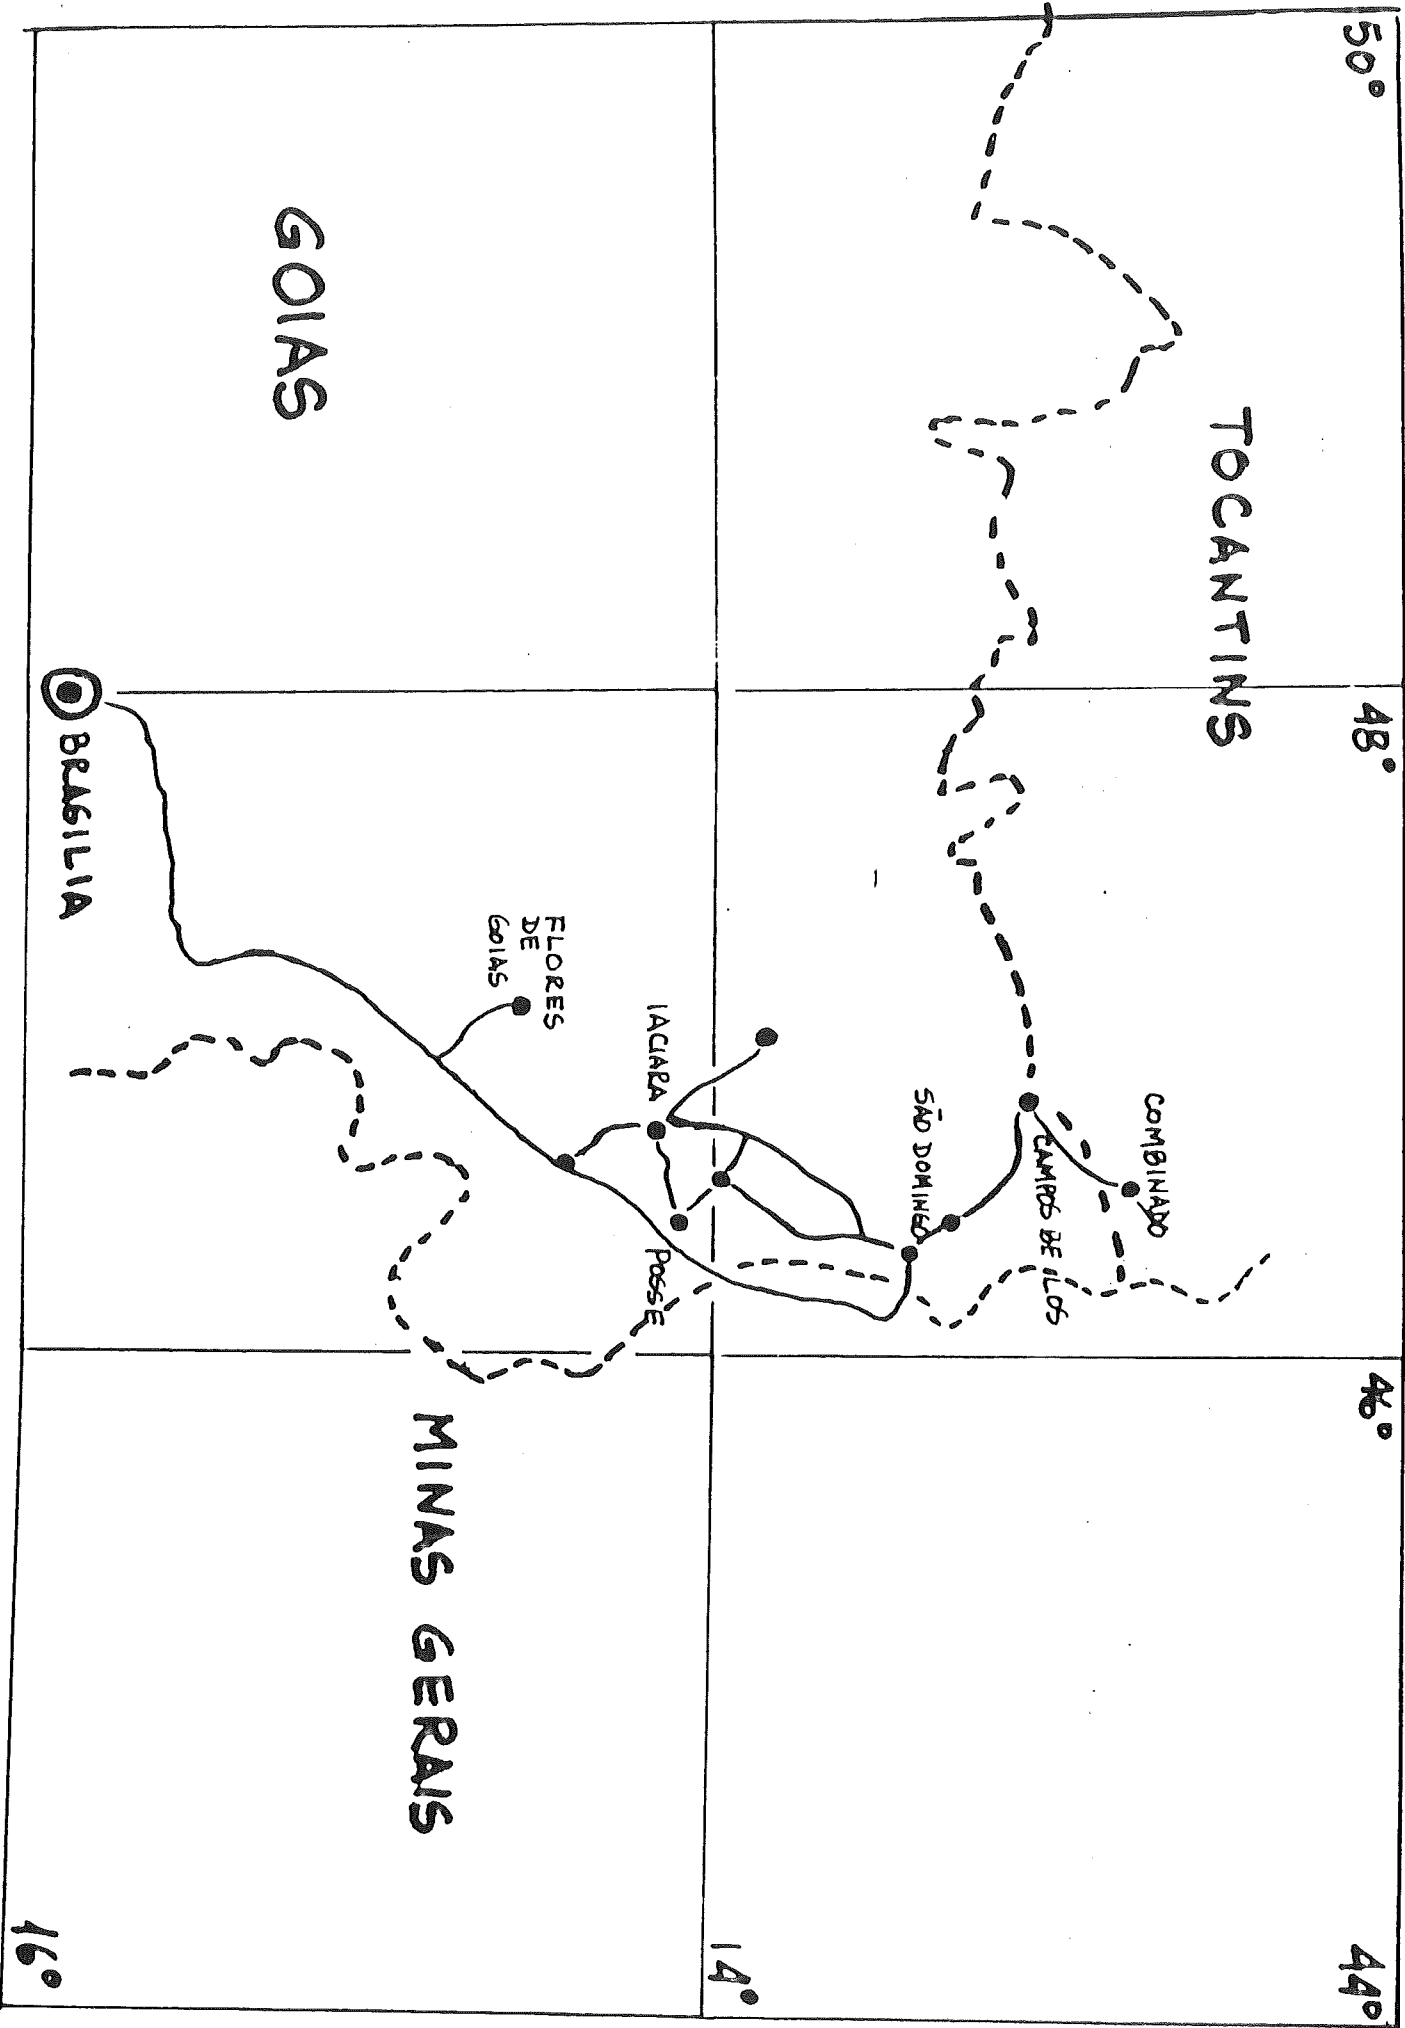 50°
48°
46°
44°
TOCANTINS
COMBINADO
CAMPOS BELOS
SÃO DOMINGO
14°
IACIARA
POSSE
FLORES
DE
GOIAS
GOIAS
MINAS GERAIS
BRASILIA
16°